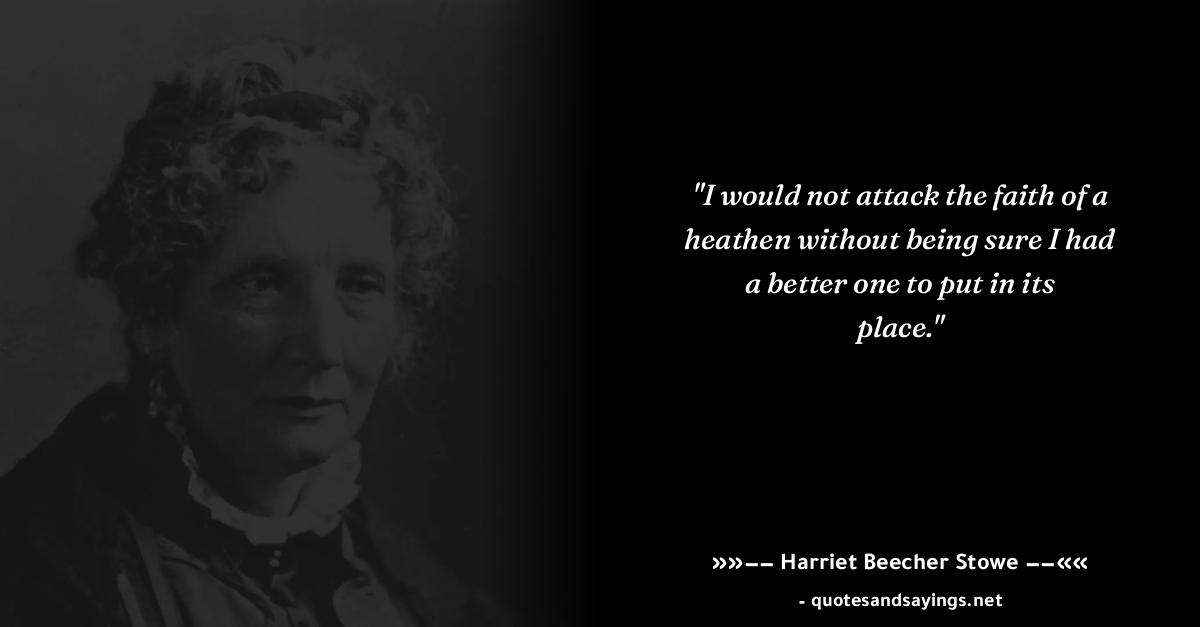 "I would not attack the faith of a
heathen without being sure I had
a better one to put in its
place."
»»−− Harriet Beecher Stowe −−««
- quotesandsayings.net